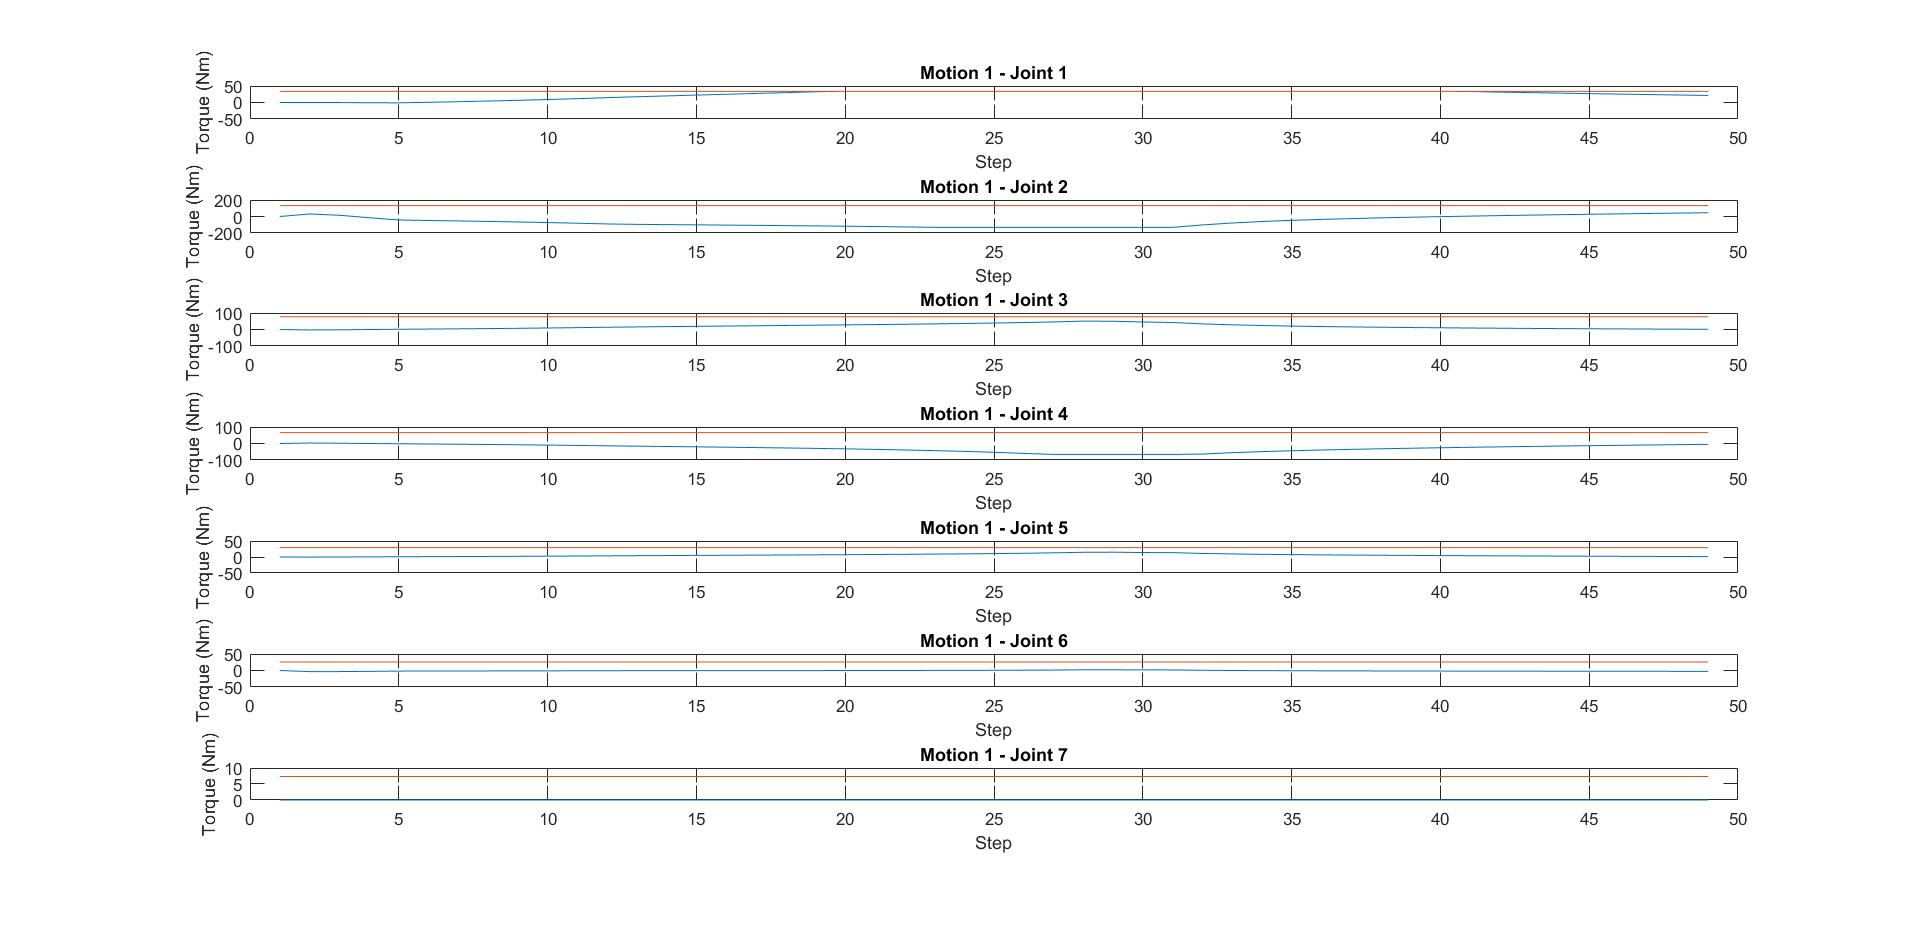 Motion 1 - Joint 1
Torque (Nm)
50
0
-50
0 5 10 15 20 25 30 35 40 45 50
Step
Motion 1 - Joint 2
Torque (Nm)
200
0
-200
0 5 10 15 20 25 30 35 40 45 50
Step
Motion 1 - Joint 3
Torque (Nm)
100
0
-100
0 5 10 15 20 25 30 35 40 45 50
Step
Motion 1 - Joint 4
Torque (Nm)
100
0
-100
0 5 10 15 20 25 30 35 40 45 50
Step
Motion 1 - Joint 5
Torque (Nm)
50
0
-50
0 5 10 15 20 25 30 35 40 45 50
Step
Motion 1 - Joint 6
Torque (Nm)
50
0
-50
0 5 10 15 20 25 30 35 40 45 50
Step
Motion 1 - Joint 7
Torque (Nm)
10
5
0
0 5 10 15 20 25 30 35 40 45 50
Step